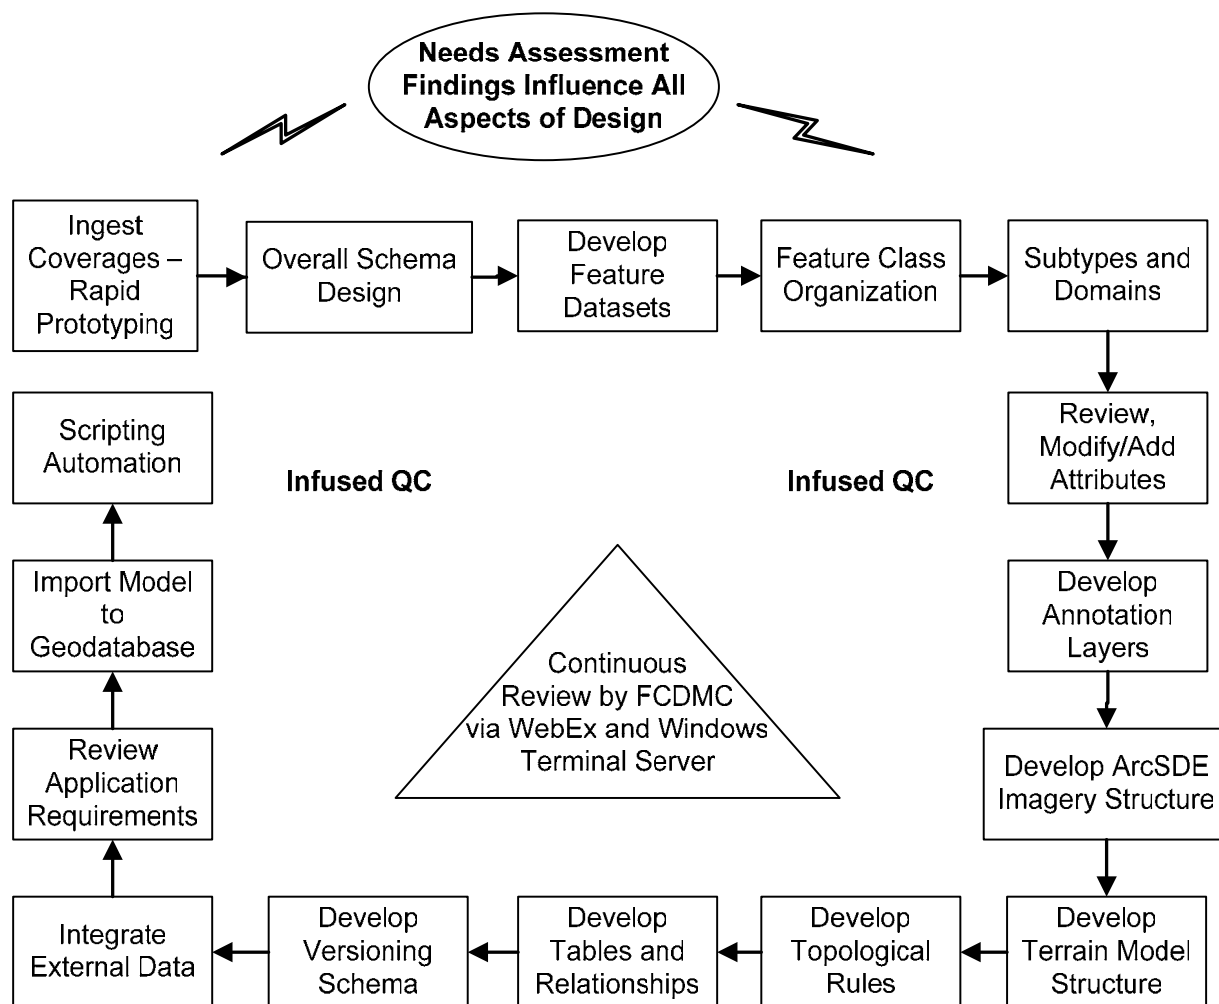 Needs Assessment
Findings Influence All
Aspects of Design
Ingest
Coverages –
Rapid
Prototyping
Overall Schema
Design
Develop
Feature
Datasets
Feature Class
Organization
Subtypes and
Domains
Scripting
Automation
Infused QC
Infused QC
Review,
Modify/Add
Attributes
Import Model
to
Geodatabase
Continuous
Review by FCDMC
via WebEx and Windows
Terminal Server
Develop
Annotation
Layers
Review
Application
Requirements
Develop ArcSDE
Imagery Structure
Integrate
External Data
Develop
Versioning
Schema
Develop
Tables and
Relationships
Develop
Topological
Rules
Develop
Terrain Model
Structure